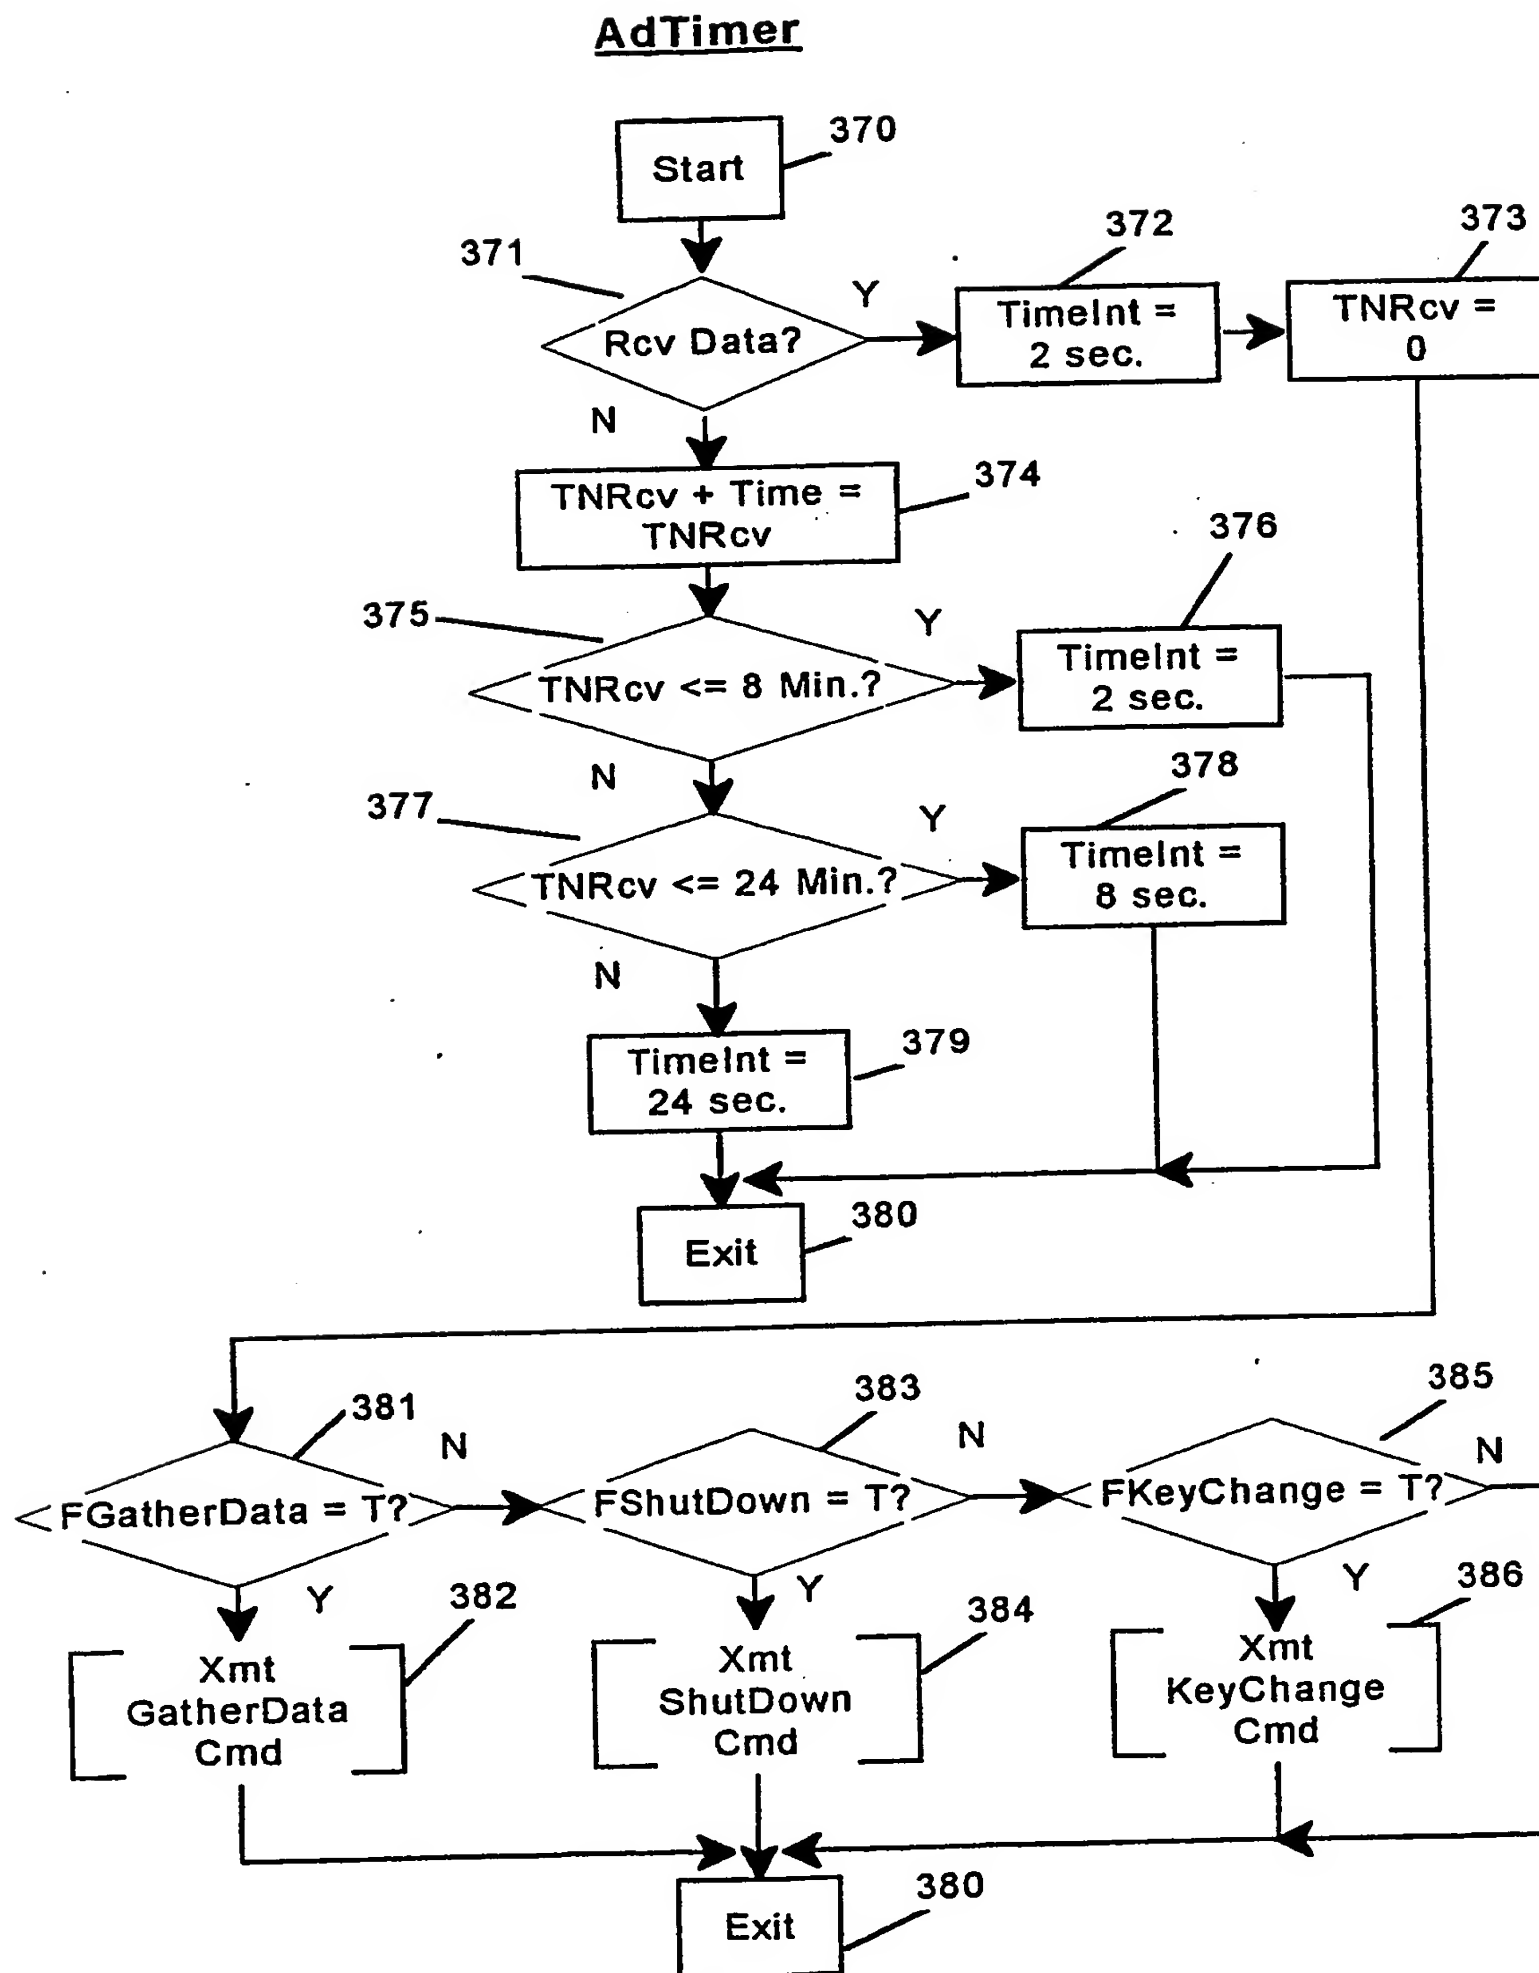 AdTimer
370
Start
371
372
373
Y
Rcv Data?
TimeInt =
2 sec.
TNRcv =
0
N
374
TNRcv + Time =
TNRcv
375
376
Y
TNRcv <= 8 Min.?
TimeInt =
2 sec.
N
377
378
Y
TNRcv <= 24 Min.?
TimeInt =
8 sec.
N
379
TimeInt =
24 sec.
380
Exit
381
383
385
N
N
N
FGatherData = T?
FShutDown = T?
FKeyChange = T?
Y
Y
Y
382
384
386
Xmt
GatherData
Cmd
Xmt
ShutDown
Cmd
Xmt
KeyChange
Cmd
380
Exit